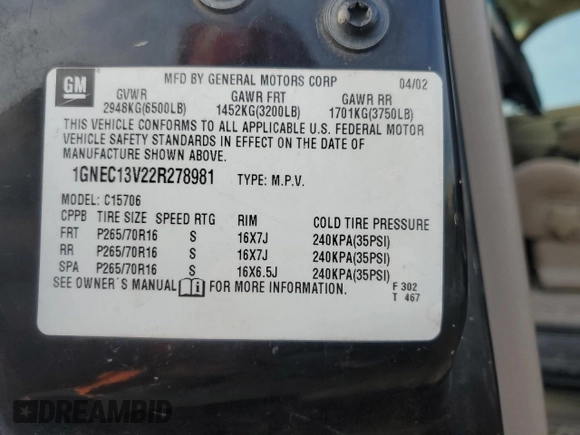 GM
MFD BY GENERAL MOTORS CORP 04/02
GVWR GAWR FRT GAWR RR
2948KG(6500LB) 1452KG(3200LB) 1701KG(3750LB)
THIS VEHICLE CONFORMS TO ALL APPLICABLE U.S. FEDERAL MOTOR
VEHICLE SAFETY STANDARDS IN EFFECT ON THE DATE OF
MANUFACTURE SHOWN ABOVE.
1GNEC13V22R278981 TYPE: M.P.V.
MODEL: C15706
CPPB TIRE SIZE SPEED RTG RIM COLD TIRE PRESSURE
FRT P265/70R16 S 16X7J 240KPA(35PSI)
RR P265/70R16 S 16X7J 240KPA(35PSI)
SPA P265/70R16 S 16X6.5J 240KPA(35PSI)
SEE OWNER`S MANUAL FOR MORE INFORMATION.
F 302
T 467
DREAMBID